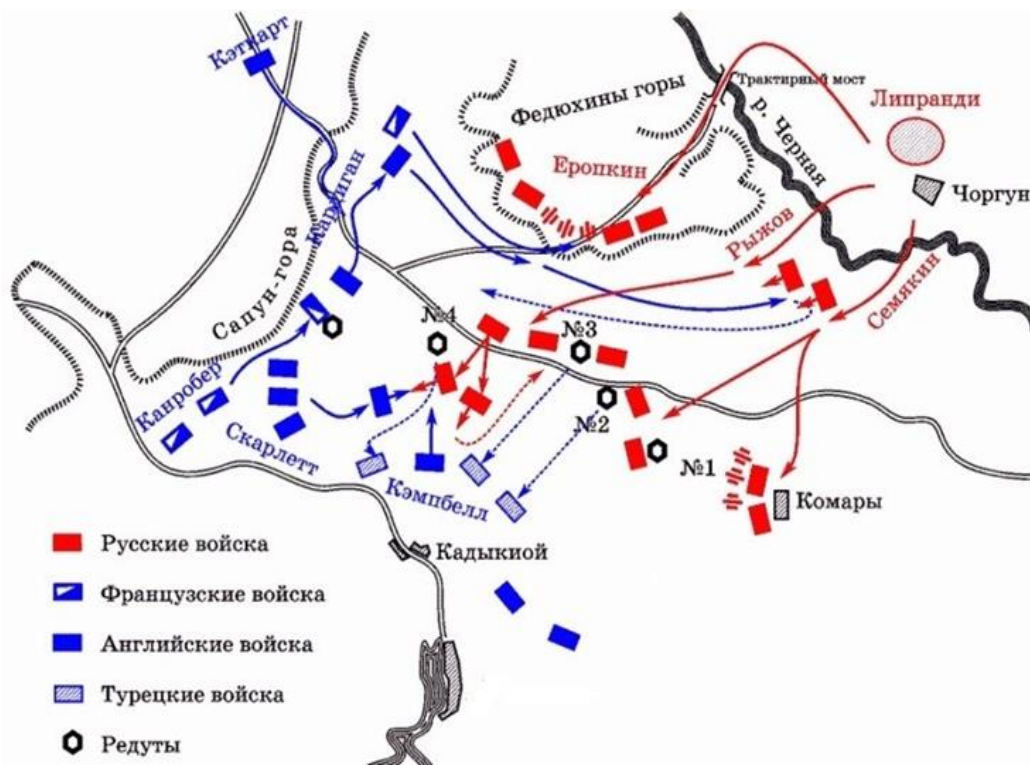 Кэткарт
Трактирный мост
Федюхины горы
Липранди
р. Черная
Еропкин
Чоргун
Кардиган
Рыжов
Сапун-гора
Семякин
№4
№3
Канробер
№2
Скарлетт
№1
Кэмпбелл
Комары
Кадыкиой
Русские войска
Французские войска
Английские войска
Турецкие войска
Редуты